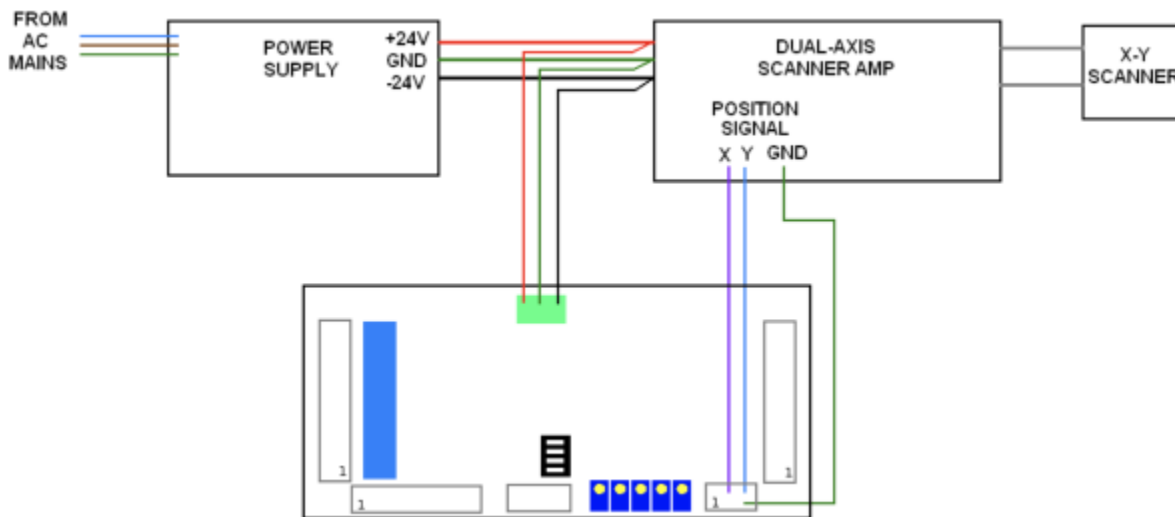 FROM
AC
MAINS
POWER
SUPPLY
+24V
GND
-24V
DUAL-AXIS
SCANNER AMP
POSITION
SIGNAL
X Y GND
X-Y
SCANNER
1
1
1
1